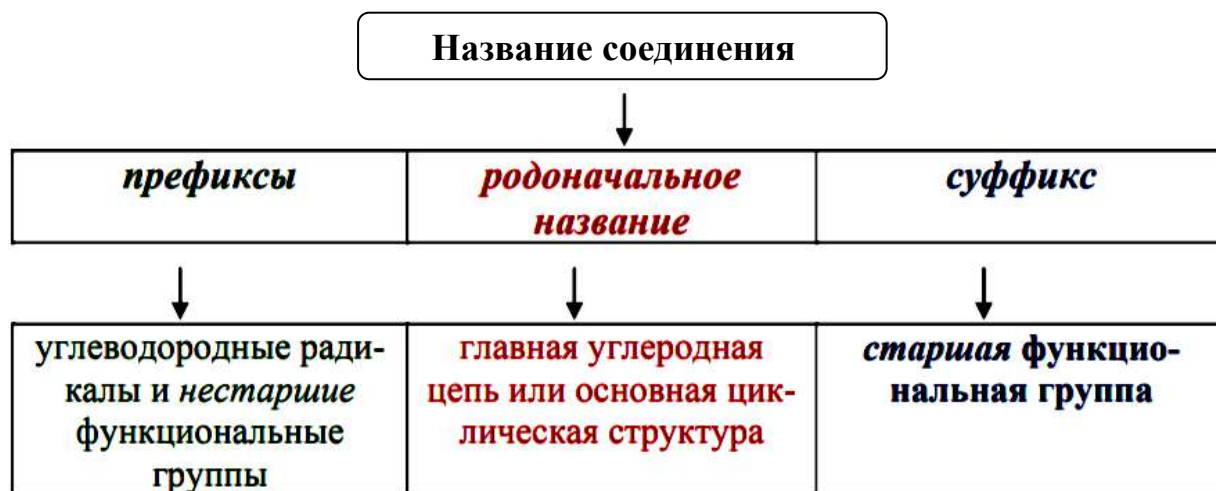 Название соединения
префиксы
родоначальное
название
суффикс
углеводородные ради-
калы и нестаршие
функциональные
группы
главная углеродная
цепь или основная цик-
лическая структура
старшая функцио-
нальная группа